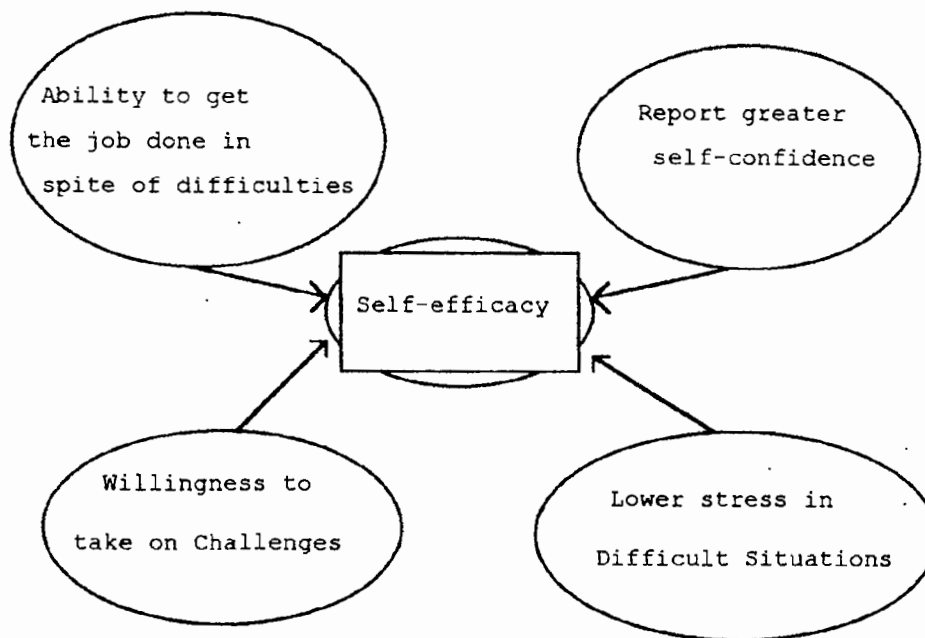 Ability to get
the job done in
spite of difficulties
Report greater
self-confidence
Self-efficacy
Willingness to
take on Challenges
Lower stress in
Difficult Situations